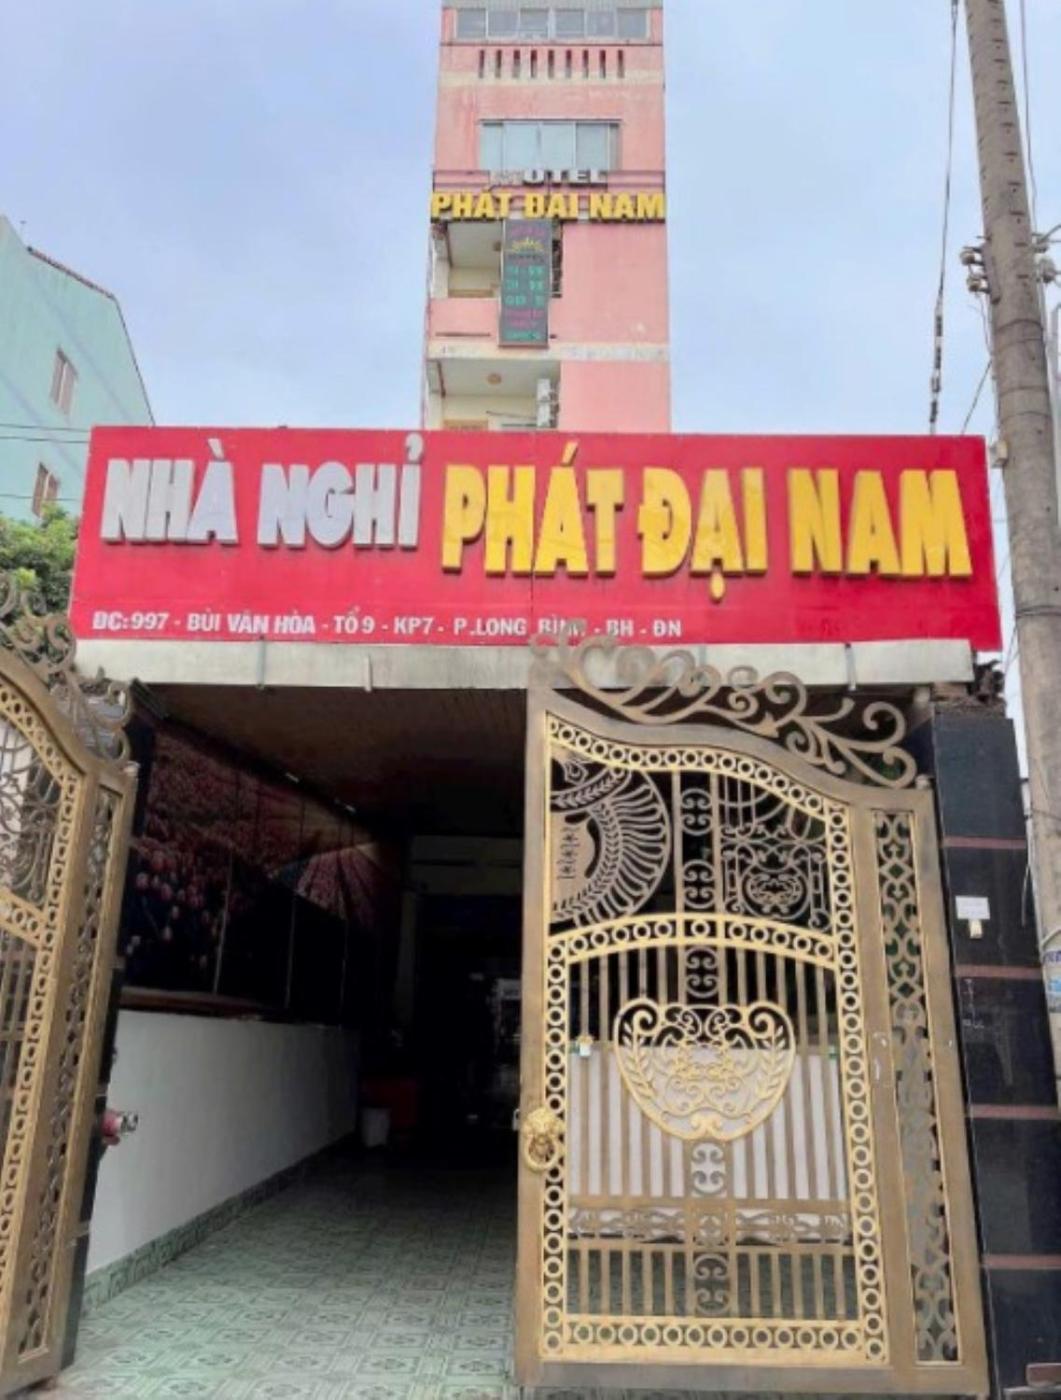 MOTEL
PHÁT ĐẠI NAM
NHÀ NGHỈ PHÁT ĐẠI NAM
ĐC: 997 - BÙI VĂN HÒA - TỔ 9 - KP7 - P.LONG BÌNH - BH - ĐN